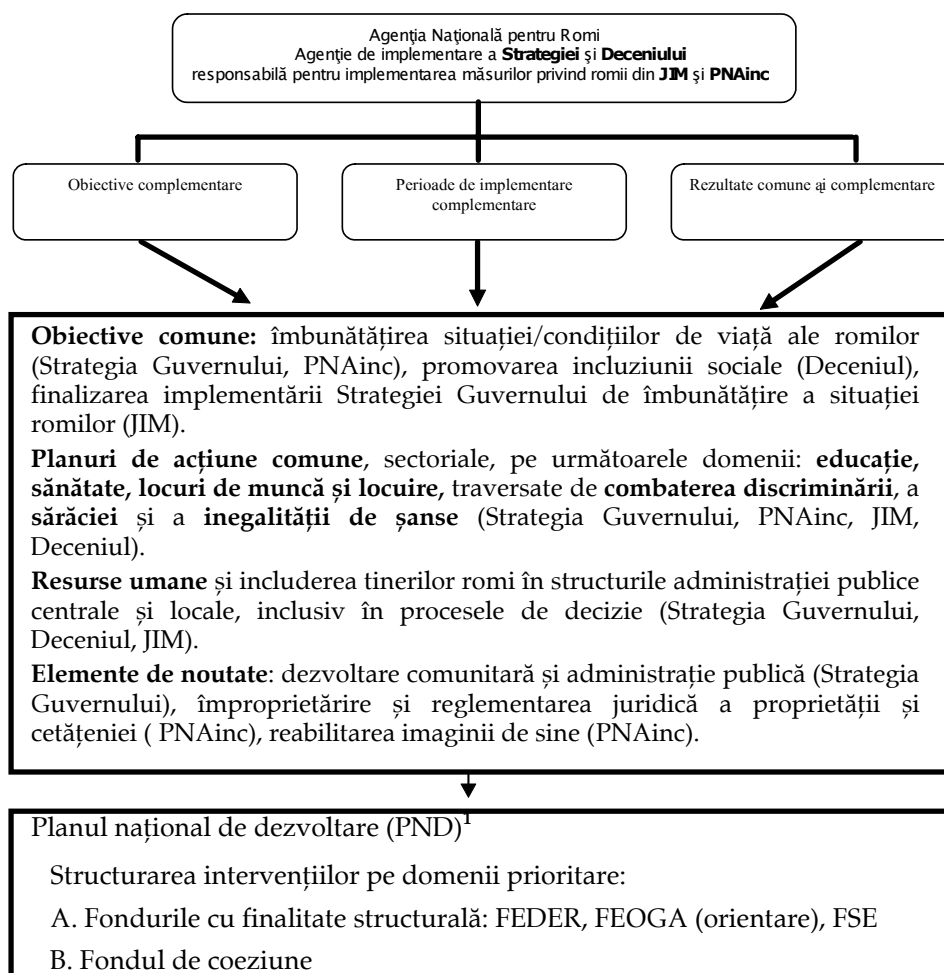 Agenţia Naţională pentru Romi
Agenţie de implementare a Strategiei şi Deceniului
responsabilă pentru implementarea măsurilor privind romii din JIM şi PNAinc
Obiective complementare
Perioade de implementare
complementare
Rezultate comune ai complementare
Obiective comune: îmbunătățirea situației/condițiilor de viață ale romilor
(Strategia Guvernului, PNAinc), promovarea incluziunii sociale (Deceniul),
finalizarea implementării Strategiei Guvernului de îmbunătățire a situației
romilor (JIM).
Planuri de acțiune comune, sectoriale, pe următoarele domenii: educație,
sănătate, locuri de muncă și locuire, traversate de combaterea discriminării, a
sărăciei și a inegalității de șanse (Strategia Guvernului, PNAinc, JIM,
Deceniul).
Resurse umane și includerea tinerilor romi în structurile administrației publice
centrale și locale, inclusiv în procesele de decizie (Strategia Guvernului,
Deceniul, JIM).
Elemente de noutate: dezvoltare comunitară și administrație publică (Strategia
Guvernului), împroprietărire și reglementarea juridică a proprietății și
cetățeniei ( PNAinc), reabilitarea imaginii de sine (PNAinc).
Planul național de dezvoltare (PND)¹
Structurarea intervențiilor pe domenii prioritare:
A. Fondurile cu finalitate structurală: FEDER, FEOGA (orientare), FSE
B. Fondul de coeziune